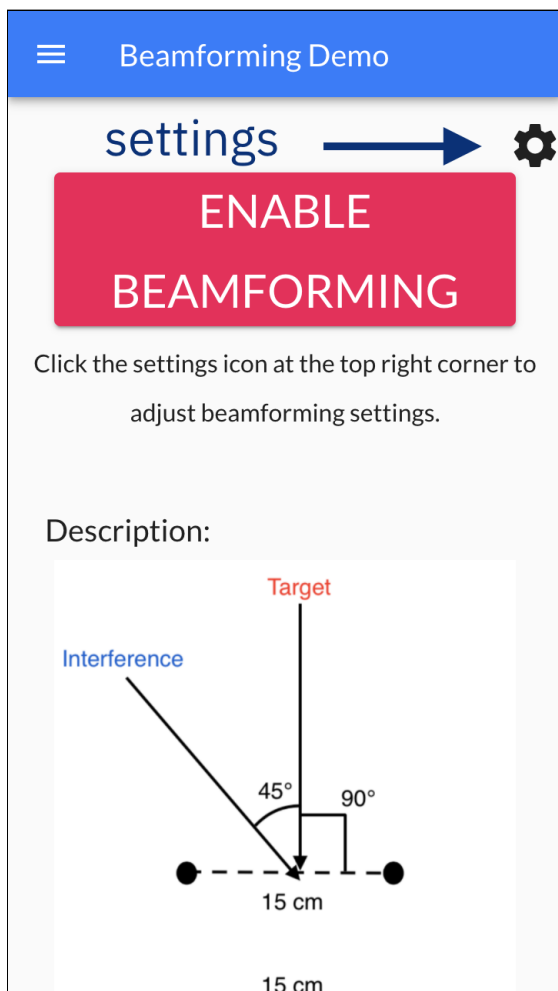 Beamforming Demo
settings
ENABLE
BEAMFORMING
Click the settings icon at the top right corner to
adjust beamforming settings.
Description:
Target
Interference
45°
90°
15 cm
15 cm